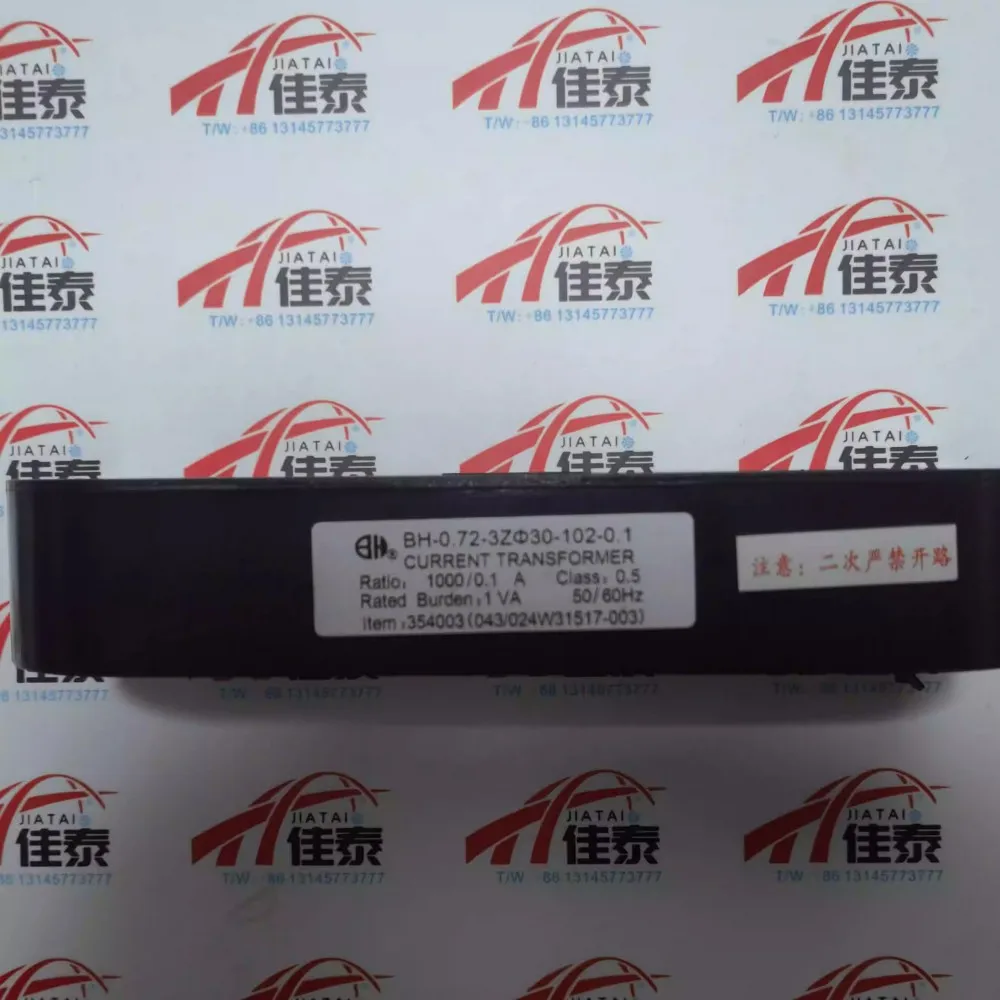 JIATAI
佳泰
T/W:+86 13145773777
BH® BH-0.72-3ZΦ30-102-0.1
CURRENT TRANSFORMER
Ratio: 1000/0.1 A Class: 0.5
Rated Burden:1 VA 50/60Hz
Item:354003(043/024W31517-003)
注意:二次严禁开路